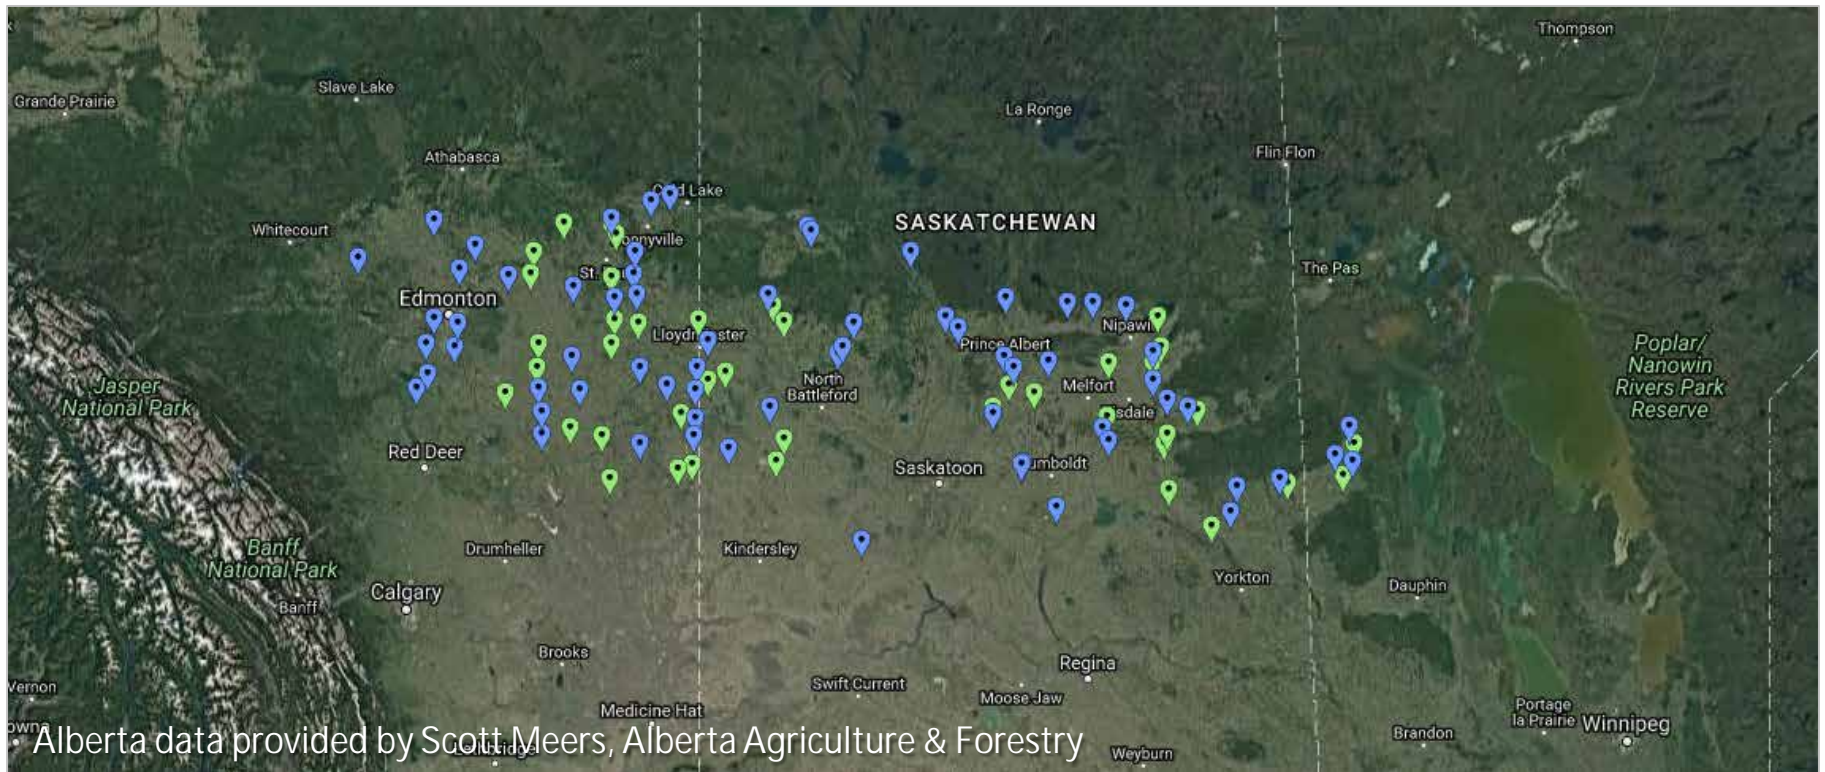 Thompson
Slave Lake
Grande Prairie
La Ronge
Athabasca
Flin Flon
Lake
SASKATCHEWAN
Whitecourt
The Pas
Edmonton
Prince Albert
Poplar/
Nanowin
Rivers Park
Reserve
Jasper
National Park
North
Battleford
Melfort
Red Deer
Saskatoon
Banff
National Park
Drumheller
Kindersley
Yorkton
Dauphin
Calgary
Banff
Brooks
Regina
Vernon
Swift Current
Moose Jaw
Medicine Hat
Portage
la Prairie
Winnipeg
Brandon
Alberta data provided by Scott Meers, Alberta Agriculture & Forestry
Weyburn